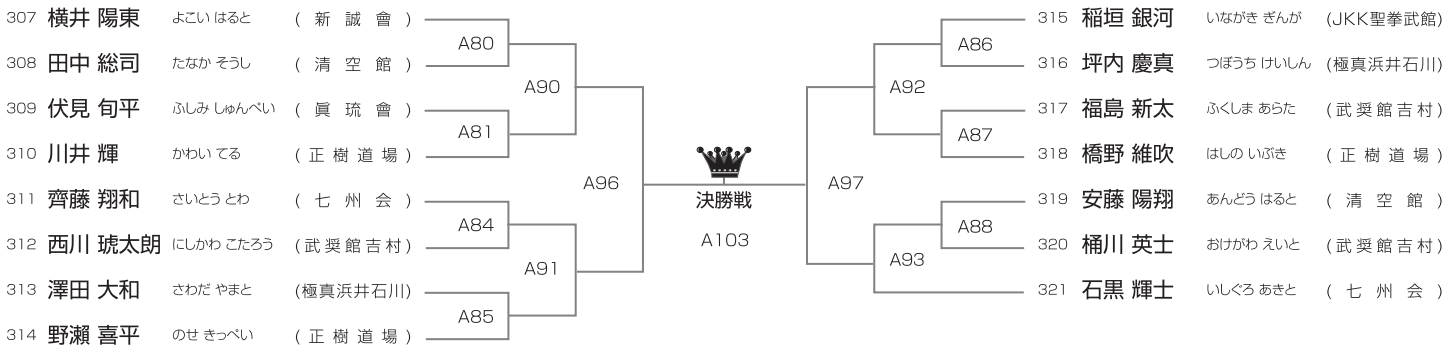 307 横井 陽東 よこい はると ( 新 誠 會 )
308 田中 総司 たなか そうし ( 清 空 館 )
309 伏見 旬平 ふしみ しゅんぺい ( 眞 琉 會 )
310 川井 輝 かわい てる ( 正 樹 道 場 )
311 齊藤 翔和 さいとう とわ ( 七 州 会 )
312 西川 琥太朗 にしかわ こたろう ( 武 奨 館 吉 村 )
313 澤田 大和 さわだ やまと (極真浜井石川)
314 野瀬 喜平 のせ きっぺい ( 正 樹 道 場 )
A80
A81
A84
A85
A90
A91
A96
決勝戦
A103
A97
A92
A93
A86
A87
A88
315 稲垣 銀河 いながき ぎんが (JKK聖拳武館)
316 坪内 慶真 つぼうち けいしん (極真浜井石川)
317 福島 新太 ふくしま あらた ( 武 奨 館 吉 村 )
318 橋野 維吹 はしの いぶき ( 正 樹 道 場 )
319 安藤 陽翔 あんどう はると ( 清 空 館 )
320 桶川 英士 おけがわ えいと ( 武 奨 館 吉 村 )
321 石黒 輝士 いしぐろ あきと ( 七 州 会 )